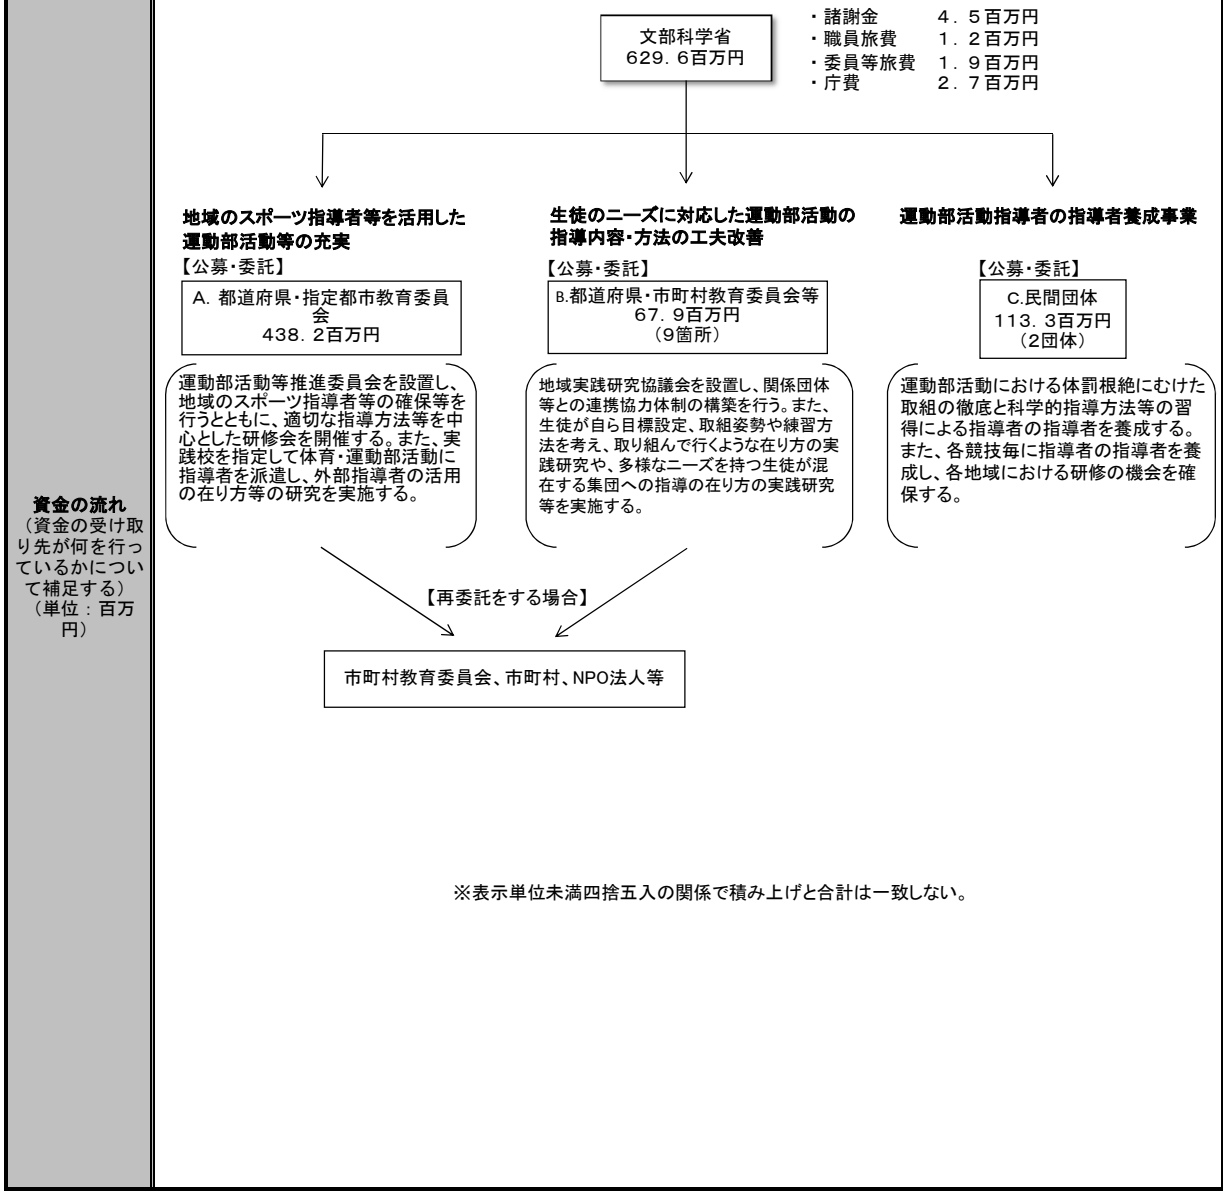 資金の流れ
（資金の受け取
り先が何を行っ
ているかについ
て補足する）
（単位：百万
円）
文部科学省
６２９．６百万円
・諸謝金　４．５百万円
・職員旅費　１．２百万円
・委員等旅費　１．９百万円
・庁費　２．７百万円
地域のスポーツ指導者等を活用した
運動部活動等の充実
【公募・委託】
A. 都道府県・指定都市教育委員
会
４３８．２百万円
運動部活動等推進委員会を設置し、
地域のスポーツ指導者等の確保等を
行うとともに、適切な指導方法等を中
心とした研修会を開催する。また、実
践校を指定して体育・運動部活動に
指導者を派遣し、外部指導者の活用
の在り方等の研究を実施する。
生徒のニーズに対応した運動部活動の
指導内容・方法の工夫改善
【公募・委託】
B.都道府県・市町村教育委員会等
６７．９百万円
（９箇所）
地域実践研究協議会を設置し、関係団体
等との連携協力体制の構築を行う。また、
生徒が自ら目標設定、取組姿勢や練習方
法を考え、取り組んで行くような在り方の実
践研究や、多様なニーズを持つ生徒が混
在する集団への指導の在り方の実践研究
等を実施する。
運動部活動指導者の指導者養成事業
【公募・委託】
C.民間団体
１１３．３百万円
（２団体）
運動部活動における体罰根絶にむけた
取組の徹底と科学的指導方法等の習
得による指導者の指導者を養成する。
また、各競技毎に指導者の指導者を養
成し、各地域における研修の機会を確
保する。
【再委託をする場合】
市町村教育委員会、市町村、NPO法人等
※表示単位未満四捨五入の関係で積み上げと合計は一致しない。